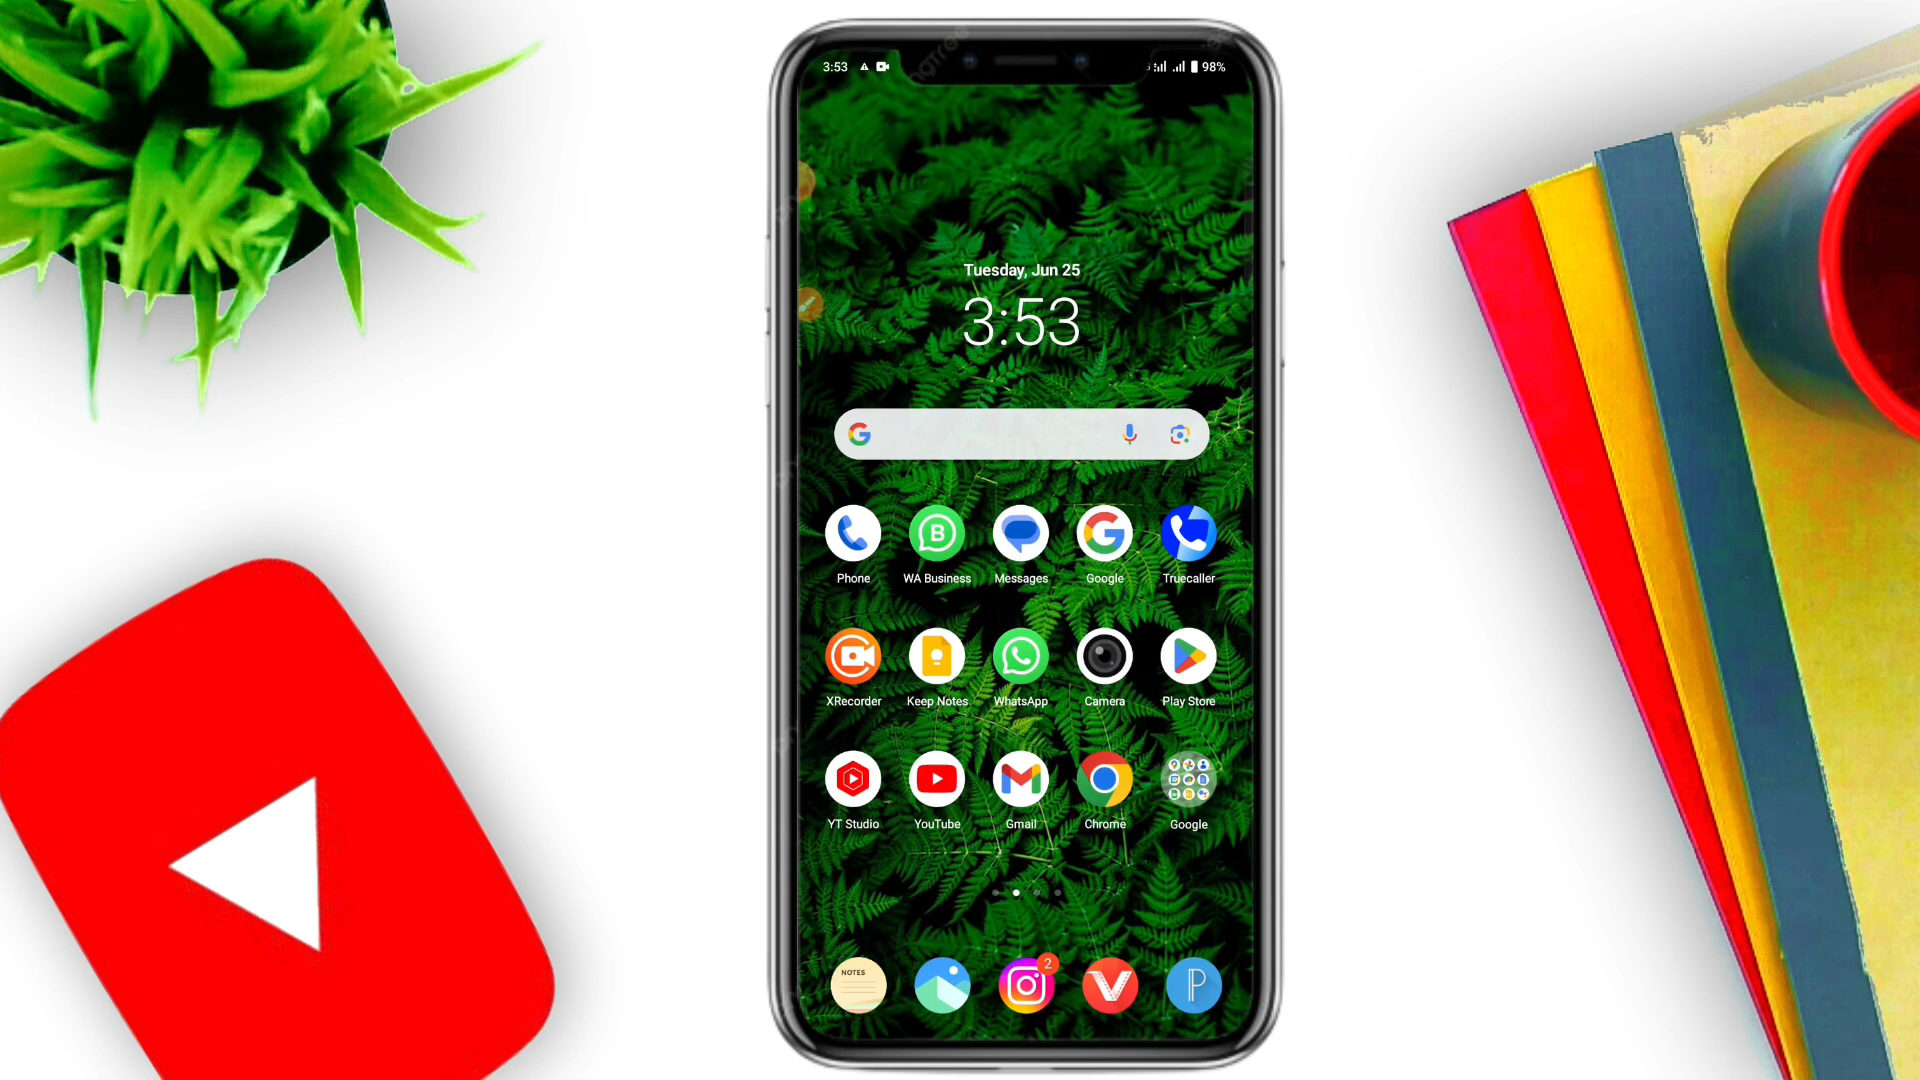 3:53 98%
Tuesday, Jun 25
3:53
Phone WA Business Messages Google Truecaller
XRecorder Keep Notes WhatsApp Camera Play Store
YT Studio YouTube Gmail Chrome Google
NOTES
2